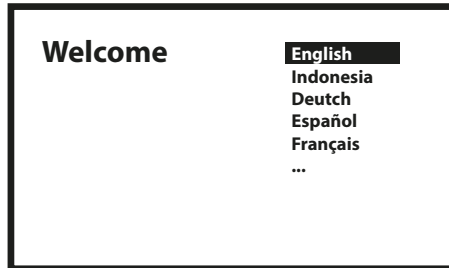 Welcome
English
Indonesia
Deutch
Español
Français
...